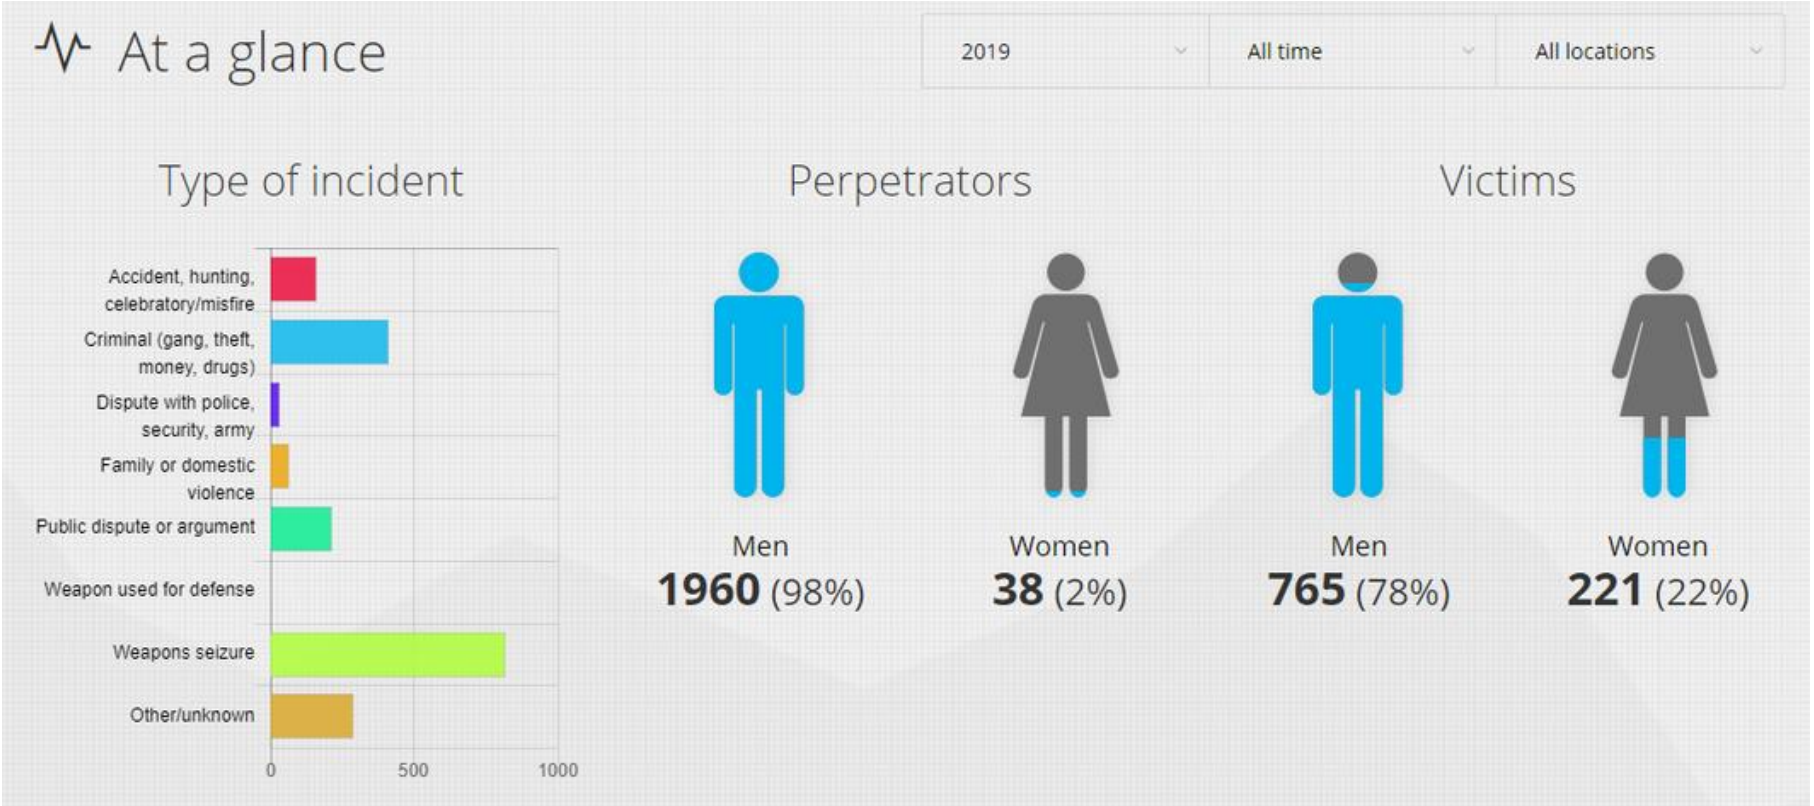 At a glance
2019
All time
All locations
Type of incident
Perpetrators
Victims
Accident, hunting,
celebratory/misfire
Criminal (gang, theft,
money, drugs)
Dispute with police,
security, army
Family or domestic
violence
Public dispute or argument
Weapon used for defense
Weapons seizure
Other/unknown
0
500
1000
Men
1960 (98%)
Women
38 (2%)
Men
765 (78%)
Women
221 (22%)